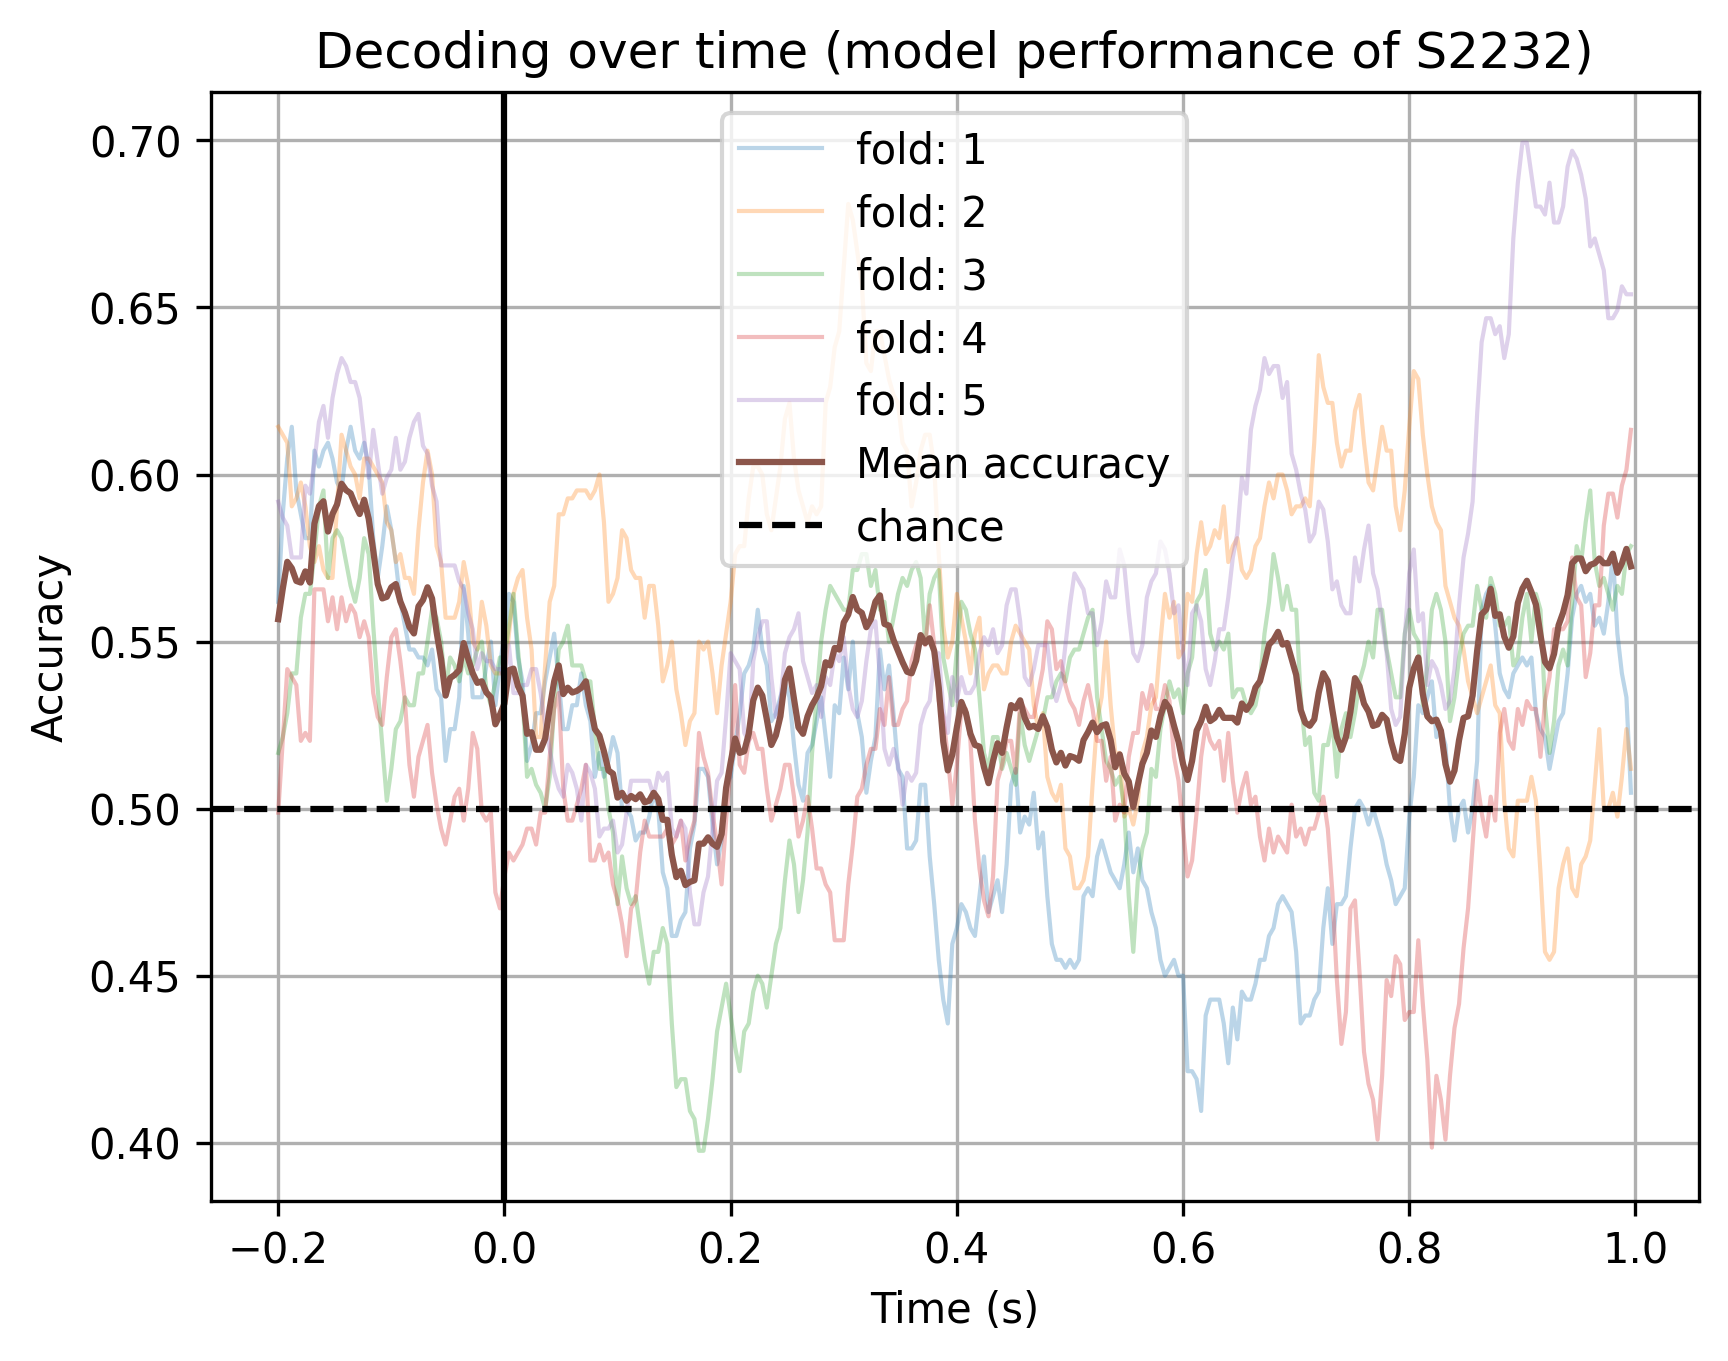 Decoding over time (model performance of S2232)
0.70
0.65
0.60
0.55
0.50
0.45
0.40
Accuracy
fold: 1
fold: 2
fold: 3
fold: 4
fold: 5
Mean accuracy
chance
−0.2
0.0
0.2
0.4
0.6
0.8
1.0
Time (s)